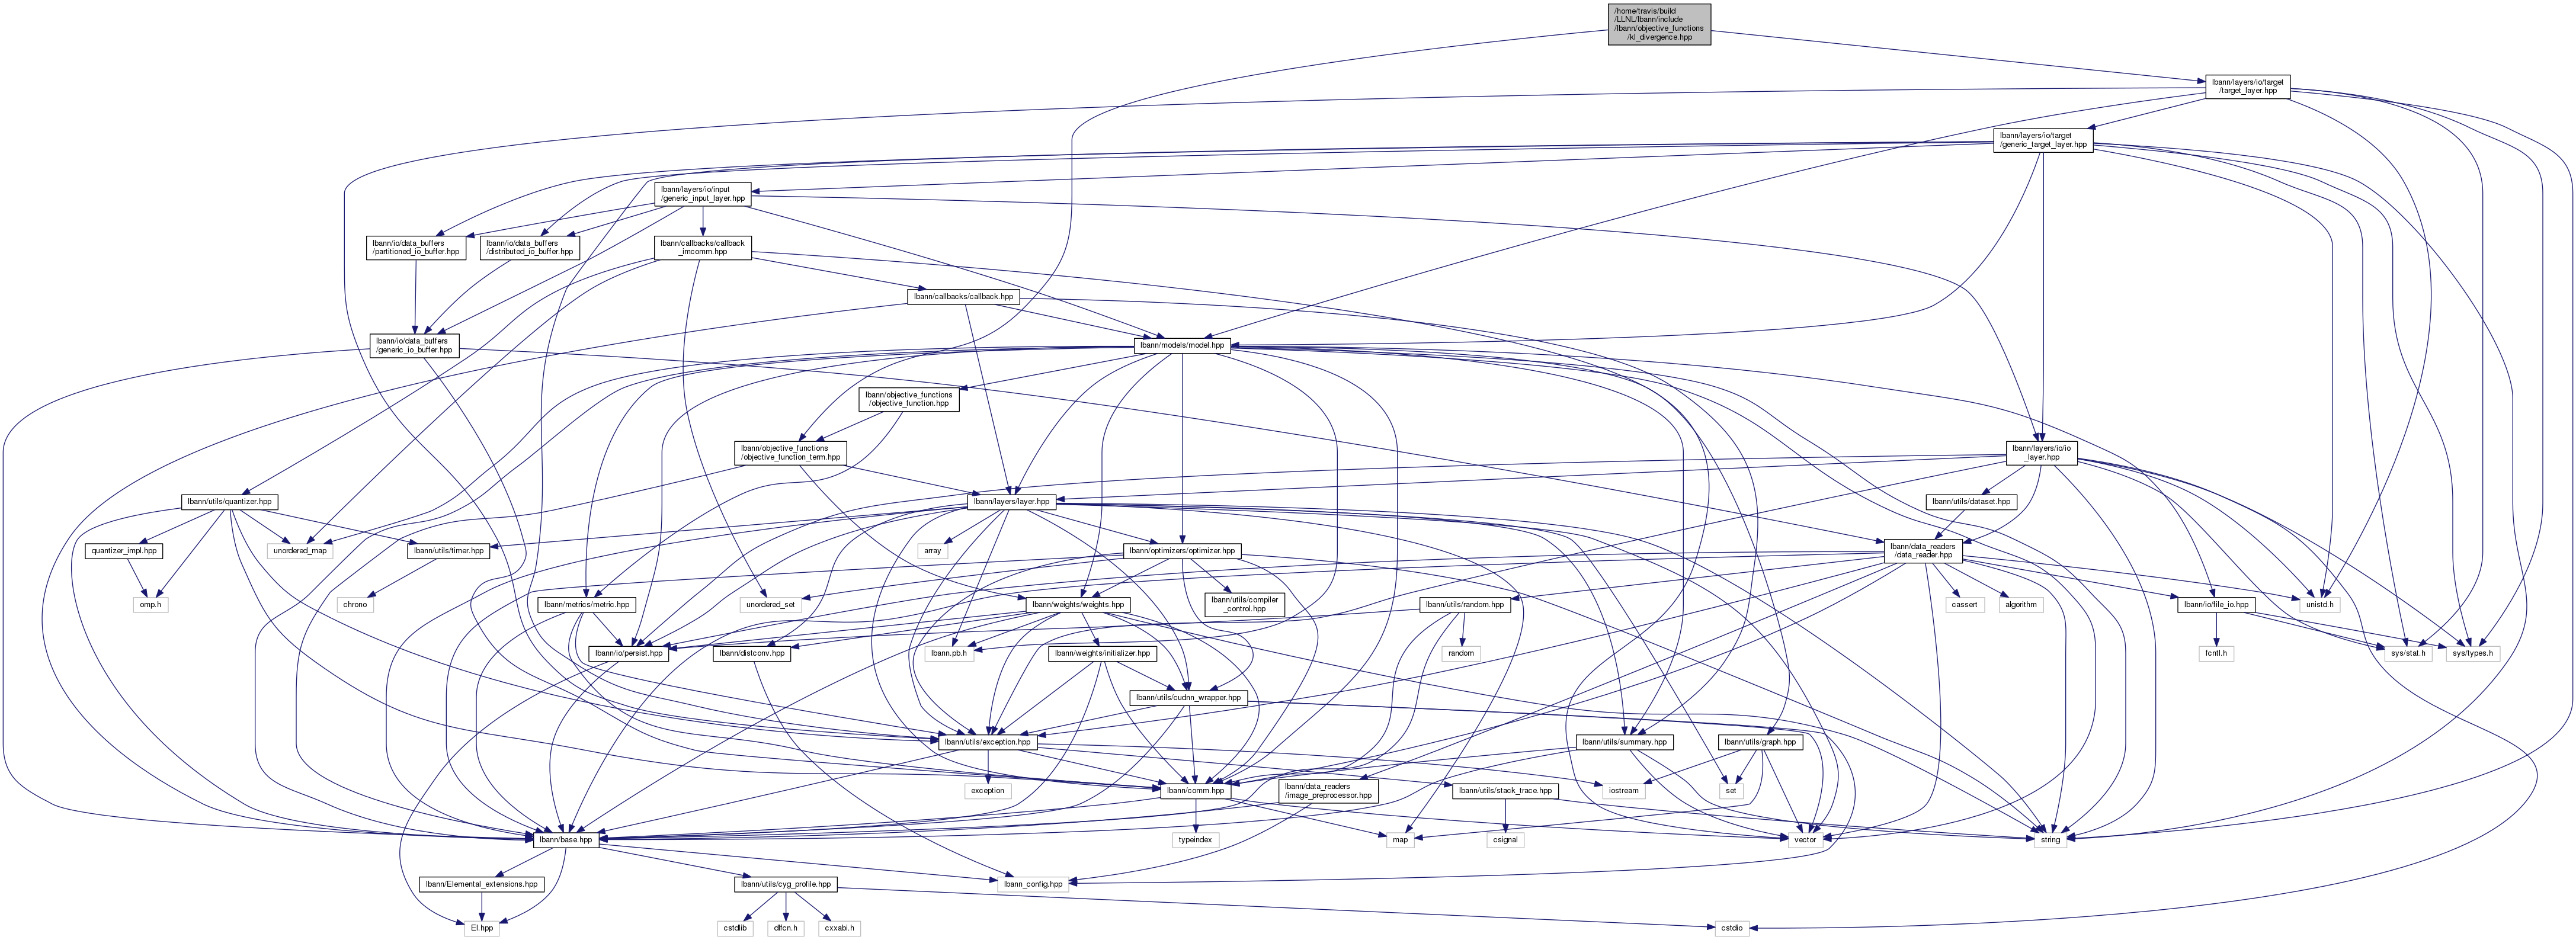 /home/travis/build
/LLNL/lbann/include
/lbann/objective_functions
/kl_divergence.hpp
lbann/layers/io/target
/target_layer.hpp
lbann/layers/io/target
/generic_target_layer.hpp
lbann/layers/io/input
/generic_input_layer.hpp
lbann/io/data_buffers
/partitioned_io_buffer.hpp
lbann/io/data_buffers
/distributed_io_buffer.hpp
lbann/callbacks/callback
_imcomm.hpp
lbann/callbacks/callback.hpp
lbann/io/data_buffers
/generic_io_buffer.hpp
lbann/models/model.hpp
lbann/objective_functions
/objective_function.hpp
lbann/objective_functions
/objective_function_term.hpp
lbann/layers/io/io
_layer.hpp
lbann/utils/quantizer.hpp
lbann/layers/layer.hpp
lbann/utils/dataset.hpp
quantizer_impl.hpp
unordered_map
lbann/utils/timer.hpp
array
lbann/optimizers/optimizer.hpp
lbann/data_readers
/data_reader.hpp
omp.h
chrono
lbann/metrics/metric.hpp
unordered_set
lbann/weights/weights.hpp
lbann/utils/compiler
_control.hpp
lbann/utils/random.hpp
cassert
algorithm
lbann/io/file_io.hpp
unistd.h
lbann/io/persist.hpp
lbann/distconv.hpp
lbann.pb.h
lbann/weights/initializer.hpp
random
fcntl.h
sys/stat.h
sys/types.h
lbann/utils/cudnn_wrapper.hpp
lbann/utils/exception.hpp
lbann/utils/summary.hpp
lbann/utils/graph.hpp
exception
lbann/comm.hpp
lbann/data_readers
/image_preprocessor.hpp
lbann/utils/stack_trace.hpp
iostream
set
lbann/base.hpp
typeindex
map
csignal
vector
string
lbann/Elemental_extensions.hpp
lbann/utils/cyg_profile.hpp
lbann_config.hpp
El.hpp
cstdlib
dlfcn.h
cxxabi.h
cstdio